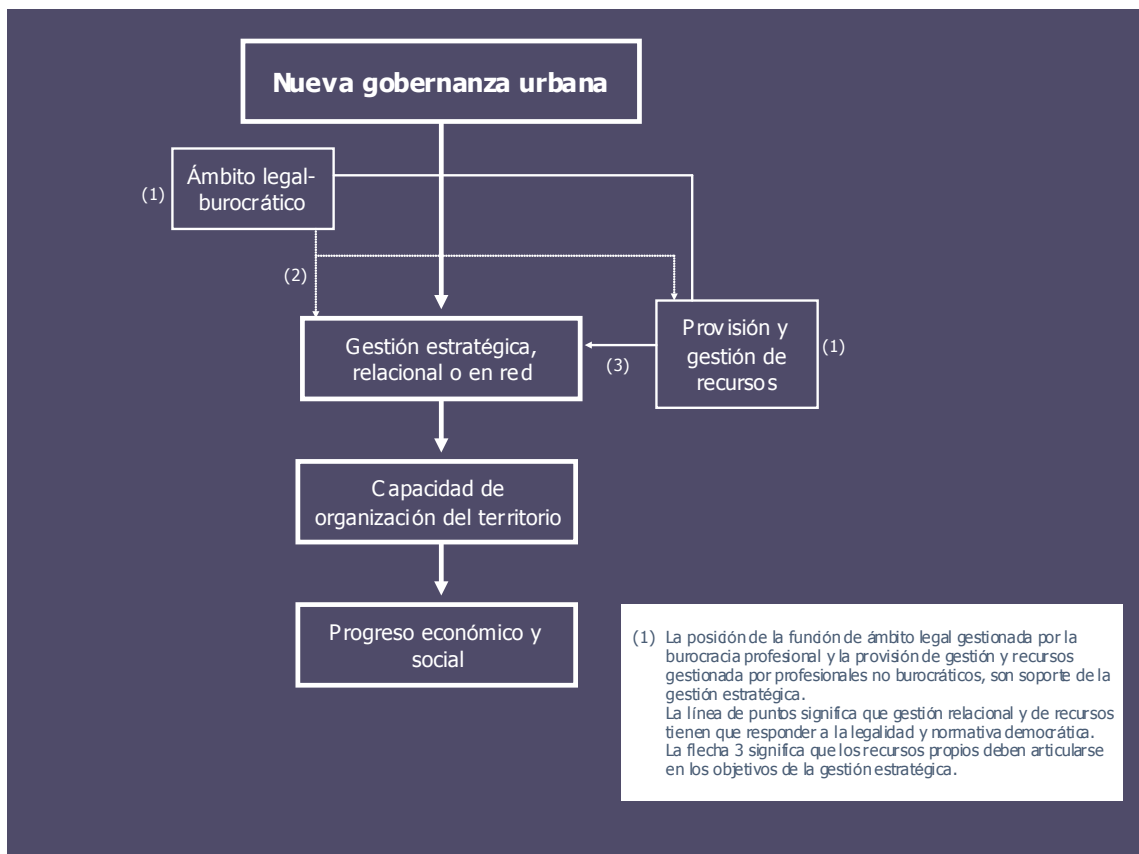 Nueva gobernanza urbana
(1)
Ámbito legal-
burocrático
(2)
Gestión estratégica,
relacional o en red
(3)
Provisión y
gestión de
recursos
(1)
Capacidad de
organización del territorio
Progreso económico y
social
(1) La posición de la función de ámbito legal gestionada por la
burocracia profesional y la provisión de gestión y recursos
gestionada por profesionales no burocráticos, son soporte de la
gestión estratégica.
La línea de puntos significa que gestión relacional y de recursos
tienen que responder a la legalidad y normativa democrática.
La flecha 3 significa que los recursos propios deben articularse
en los objetivos de la gestión estratégica.